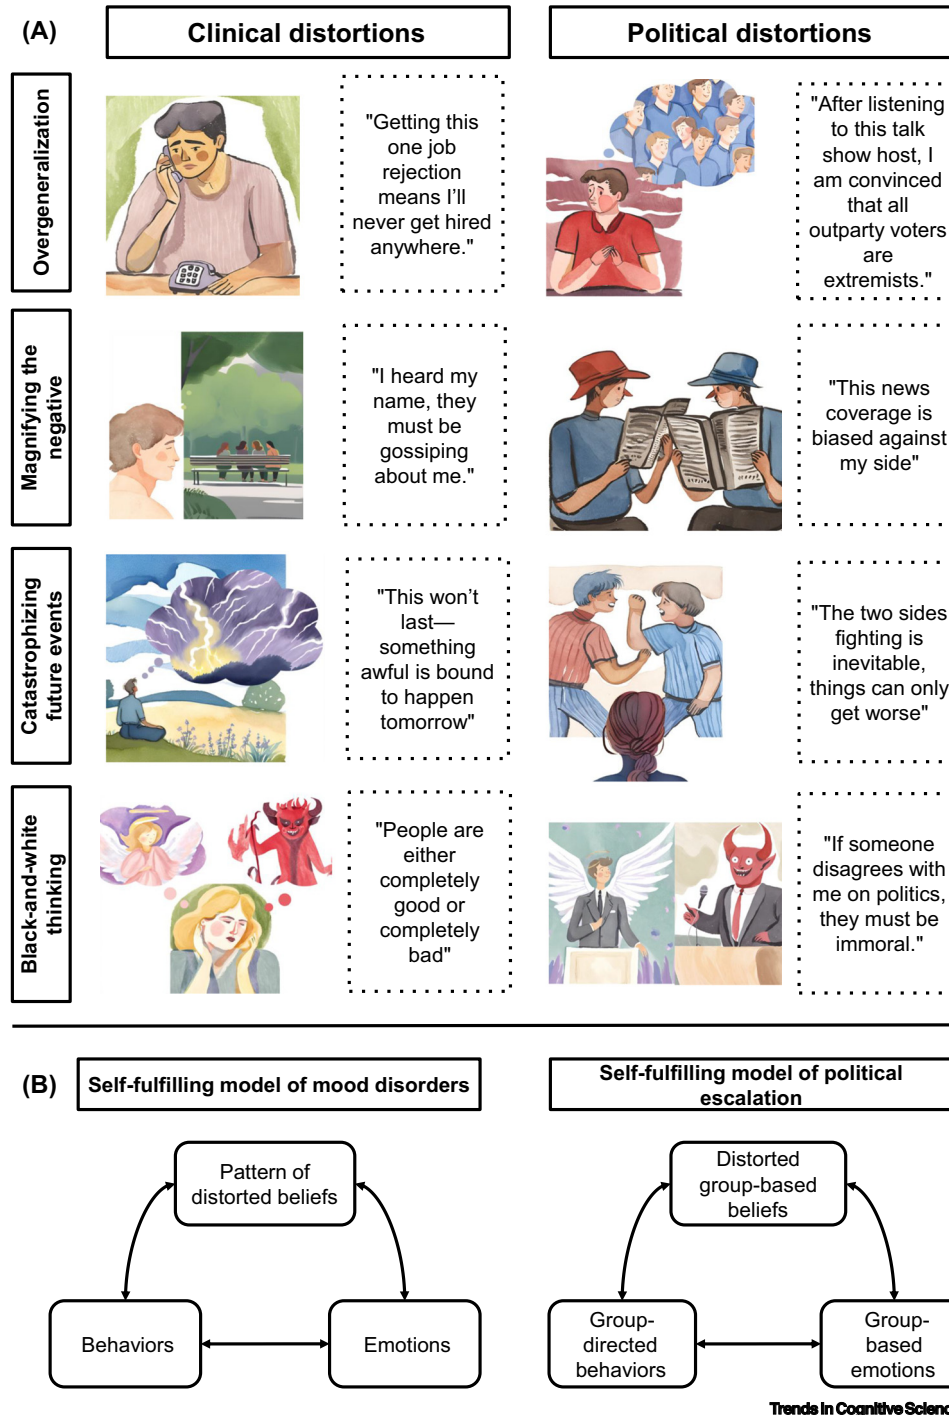 (A)
Clinical distortions
Political distortions
Overgeneralization
"Getting this
one job
rejection
means I'll
never get hired
anywhere."
"After listening
to this talk
show host, I
am convinced
that all
outparty voters
are
extremists."
Magnifying the
negative
"I heard my
name, they
must be
gossiping
about me."
"This news
coverage is
biased against
my side"
Catastrophizing
future events
"This won't
last—
something
awful is bound
to happen
tomorrow"
"The two sides
fighting is
inevitable,
things can only
get worse"
Black-and-white
thinking
"People are
either
completely
good or
completely
bad"
"If someone
disagrees with
me on politics,
they must be
immoral."
(B)
Self-fulfilling model of mood disorders
Self-fulfilling model of political
escalation
Pattern of
distorted beliefs
Behaviors
Emotions
Distorted
group-based
beliefs
Group-
directed
behaviors
Group-
based
emotions
Trends in Cognitive Scienc